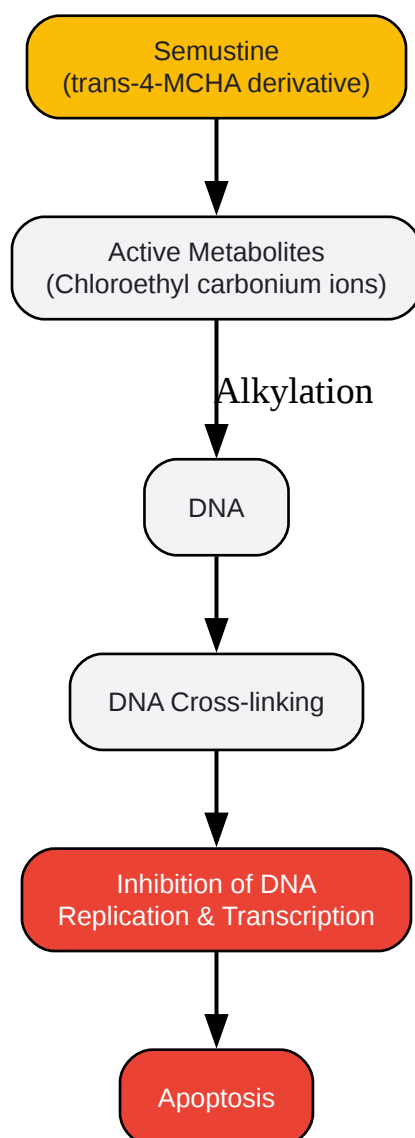 Semustine
(trans-4-MCHA derivative)
Active Metabolites
(Chloroethyl carbonium ions)
Alkylation
DNA
DNA Cross-linking
Inhibition of DNA
Replication & Transcription
Apoptosis